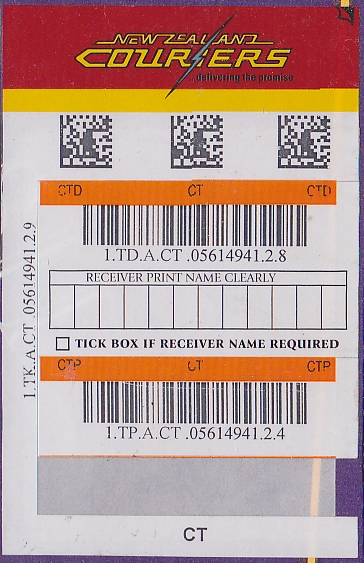 NEW ZEALAND
COURIERS
...delivering the promise
CTD CT CTD
1.TD.A.CT .05614941.2.8
RECEIVER PRINT NAME CLEARLY
TICK BOX IF RECEIVER NAME REQUIRED
CTP CT CTP
1.TP.A.CT .05614941.2.4
CT
1.TK.A.CT .05614941.2.9